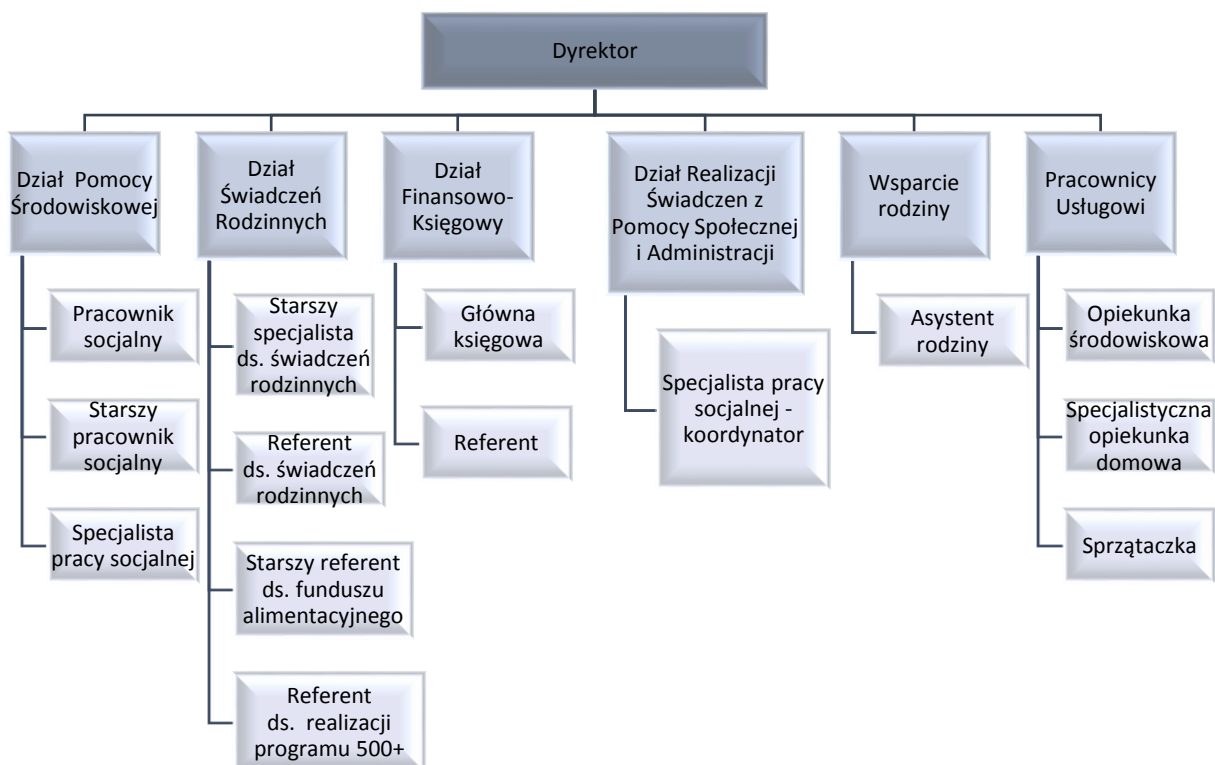 Dyrektor
Dział Pomocy
Środowiskowej
Pracownik
socjalny
Starszy
pracownik
socjalny
Specjalista
pracy socjalnej
Dział
Świadczeń
Rodzinnych
Starszy
specjalista
ds. świadczeń
rodzinnych
Referent
ds. świadczeń
rodzinnych
Starszy referent
ds. funduszu
alimentacyjnego
Referent
ds. realizacji
programu 500+
Dział
Finansowo-
Księgowy
Główna
księgowa
Referent
Dział Realizacji
Świadczen z
Pomocy Społecznej
i Administracji
Specjalista pracy
socjalnej -
koordynator
Wsparcie
rodziny
Asystent
rodziny
Pracownicy
Usługowi
Opiekunka
środowiskowa
Specjalistyczna
opiekunka
domowa
Sprzątaczka